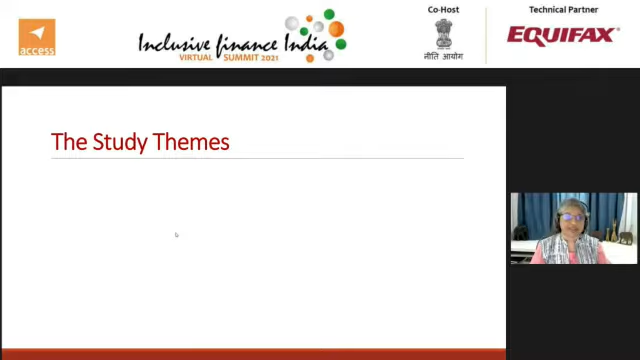 Co-Host
Technical Partner
access
Inclusive finance India
VIRTUAL SUMMIT 2021
नीति आयोग
EQUIFAX
The Study Themes